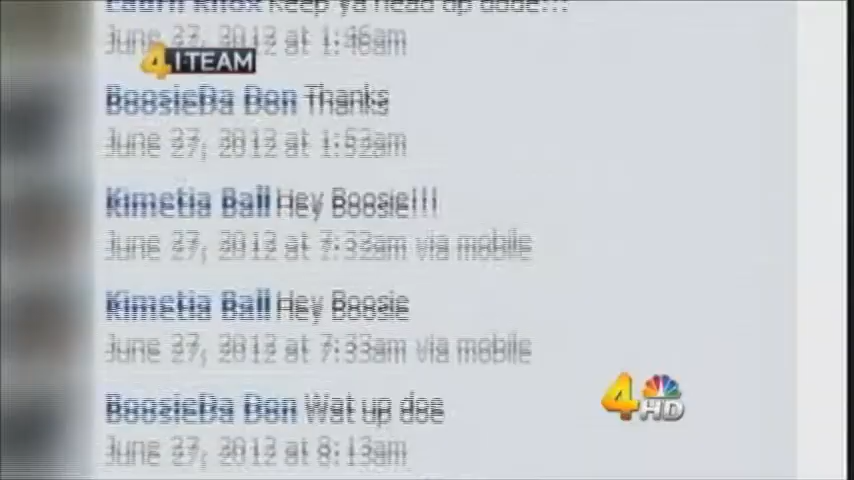 Keep ya head up dude!!!
June 27, 2012 at 1:46am
4 I TEAM
BoosieDa Don Thanks
June 27, 2012 at 1:52am
Kimetia Ball Hey Boosie!!!
June 27, 2012 at 7:32am via mobile
Kimetia Ball Hey Boosie
June 27, 2012 at 7:33am via mobile
BoosieDa Don Wat up doe
4 HD
June 27, 2012 at 8:13am